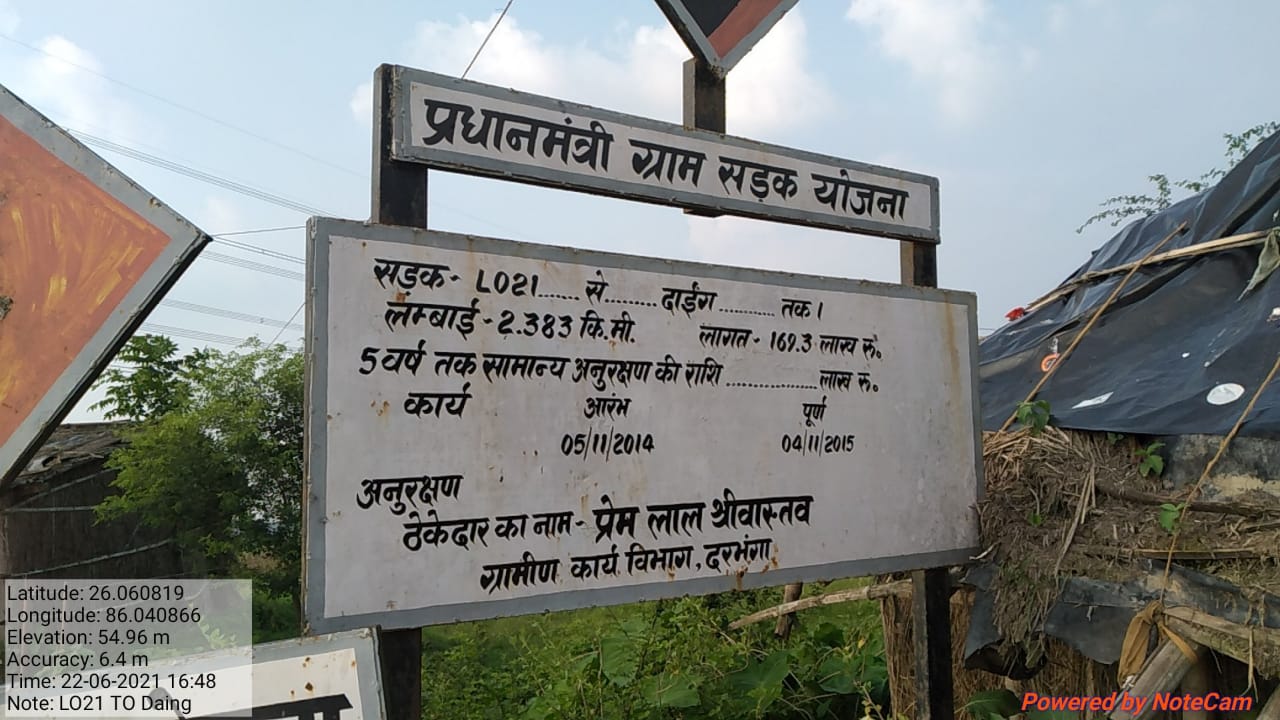 प्रधानमंत्री ग्राम सड़क योजना
सड़क- L021...... से........ दाईंग .......... तक।
लम्बाई - 2.383 कि.मी. लागत - 169.3 लाख रु.
5 वर्ष तक सामान्य अनुरक्षण की राशि ............... लाख रु.
कार्य आरंभ पूर्ण
05/11/2014 04/11/2015
अनुरक्षण
ठेकेदार का नाम- प्रेम लाल श्रीवास्तव
ग्रामीण कार्य विभाग, दरभंगा
Latitude: 26.060819
Longitude: 86.040866
Elevation: 54.96 m
Accuracy: 6.4 m
Time: 22-06-2021 16:48
Note: LO21 TO Daing
Powered by NoteCam